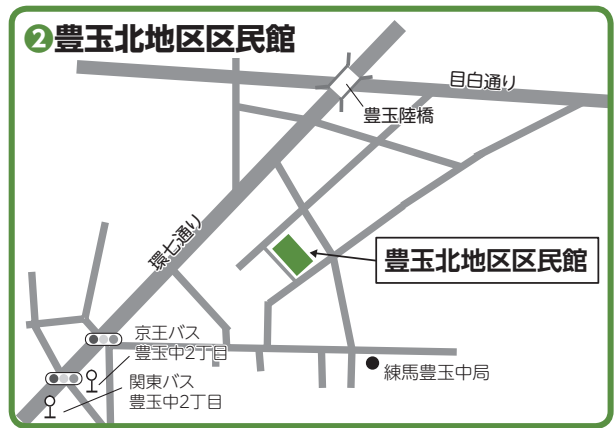 ❷豊玉北地区区民館
目白通り
豊玉陸橋
環七通り
豊玉北地区区民館
京王バス
豊玉中2丁目
関東バス
豊玉中2丁目
練馬豊玉中局